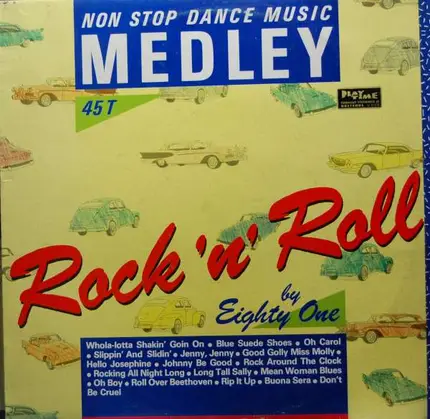 NON STOP DANCE MUSIC
MEDLEY
45T
PLAY
TIME
Rock 'n' Roll
by
Eighty One
Whola-lotta Shakin' Goin On • Blue Suede Shoes • Oh Carol
• Slippin' And Slidin' • Jenny, Jenny • Good Golly Miss Molly •
Hello Josephine • Johnny Be Good • Rock Around The Clock
• Rocking All Night Long • Long Tall Sally • Mean Woman Blues
• Oh Boy • Roll Over Beethoven • Rip It Up • Buona Sera • Don't
Be Cruel